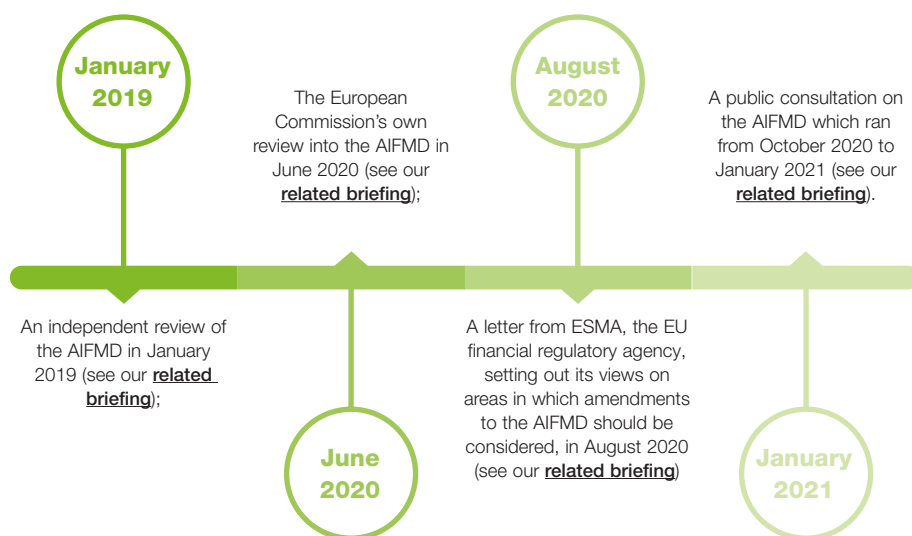 January
2019
An independent review of
the AIFMD in January
2019 (see our related
briefing);
The European
Commission’s own
review into the AIFMD in
June 2020 (see our
related briefing);
June
2020
August
2020
A letter from ESMA, the EU
financial regulatory agency,
setting out its views on
areas in which amendments
to the AIFMD should be
considered, in August 2020
(see our related briefing)
A public consultation on
the AIFMD which ran
from October 2020 to
January 2021 (see our
related briefing).
January
2021